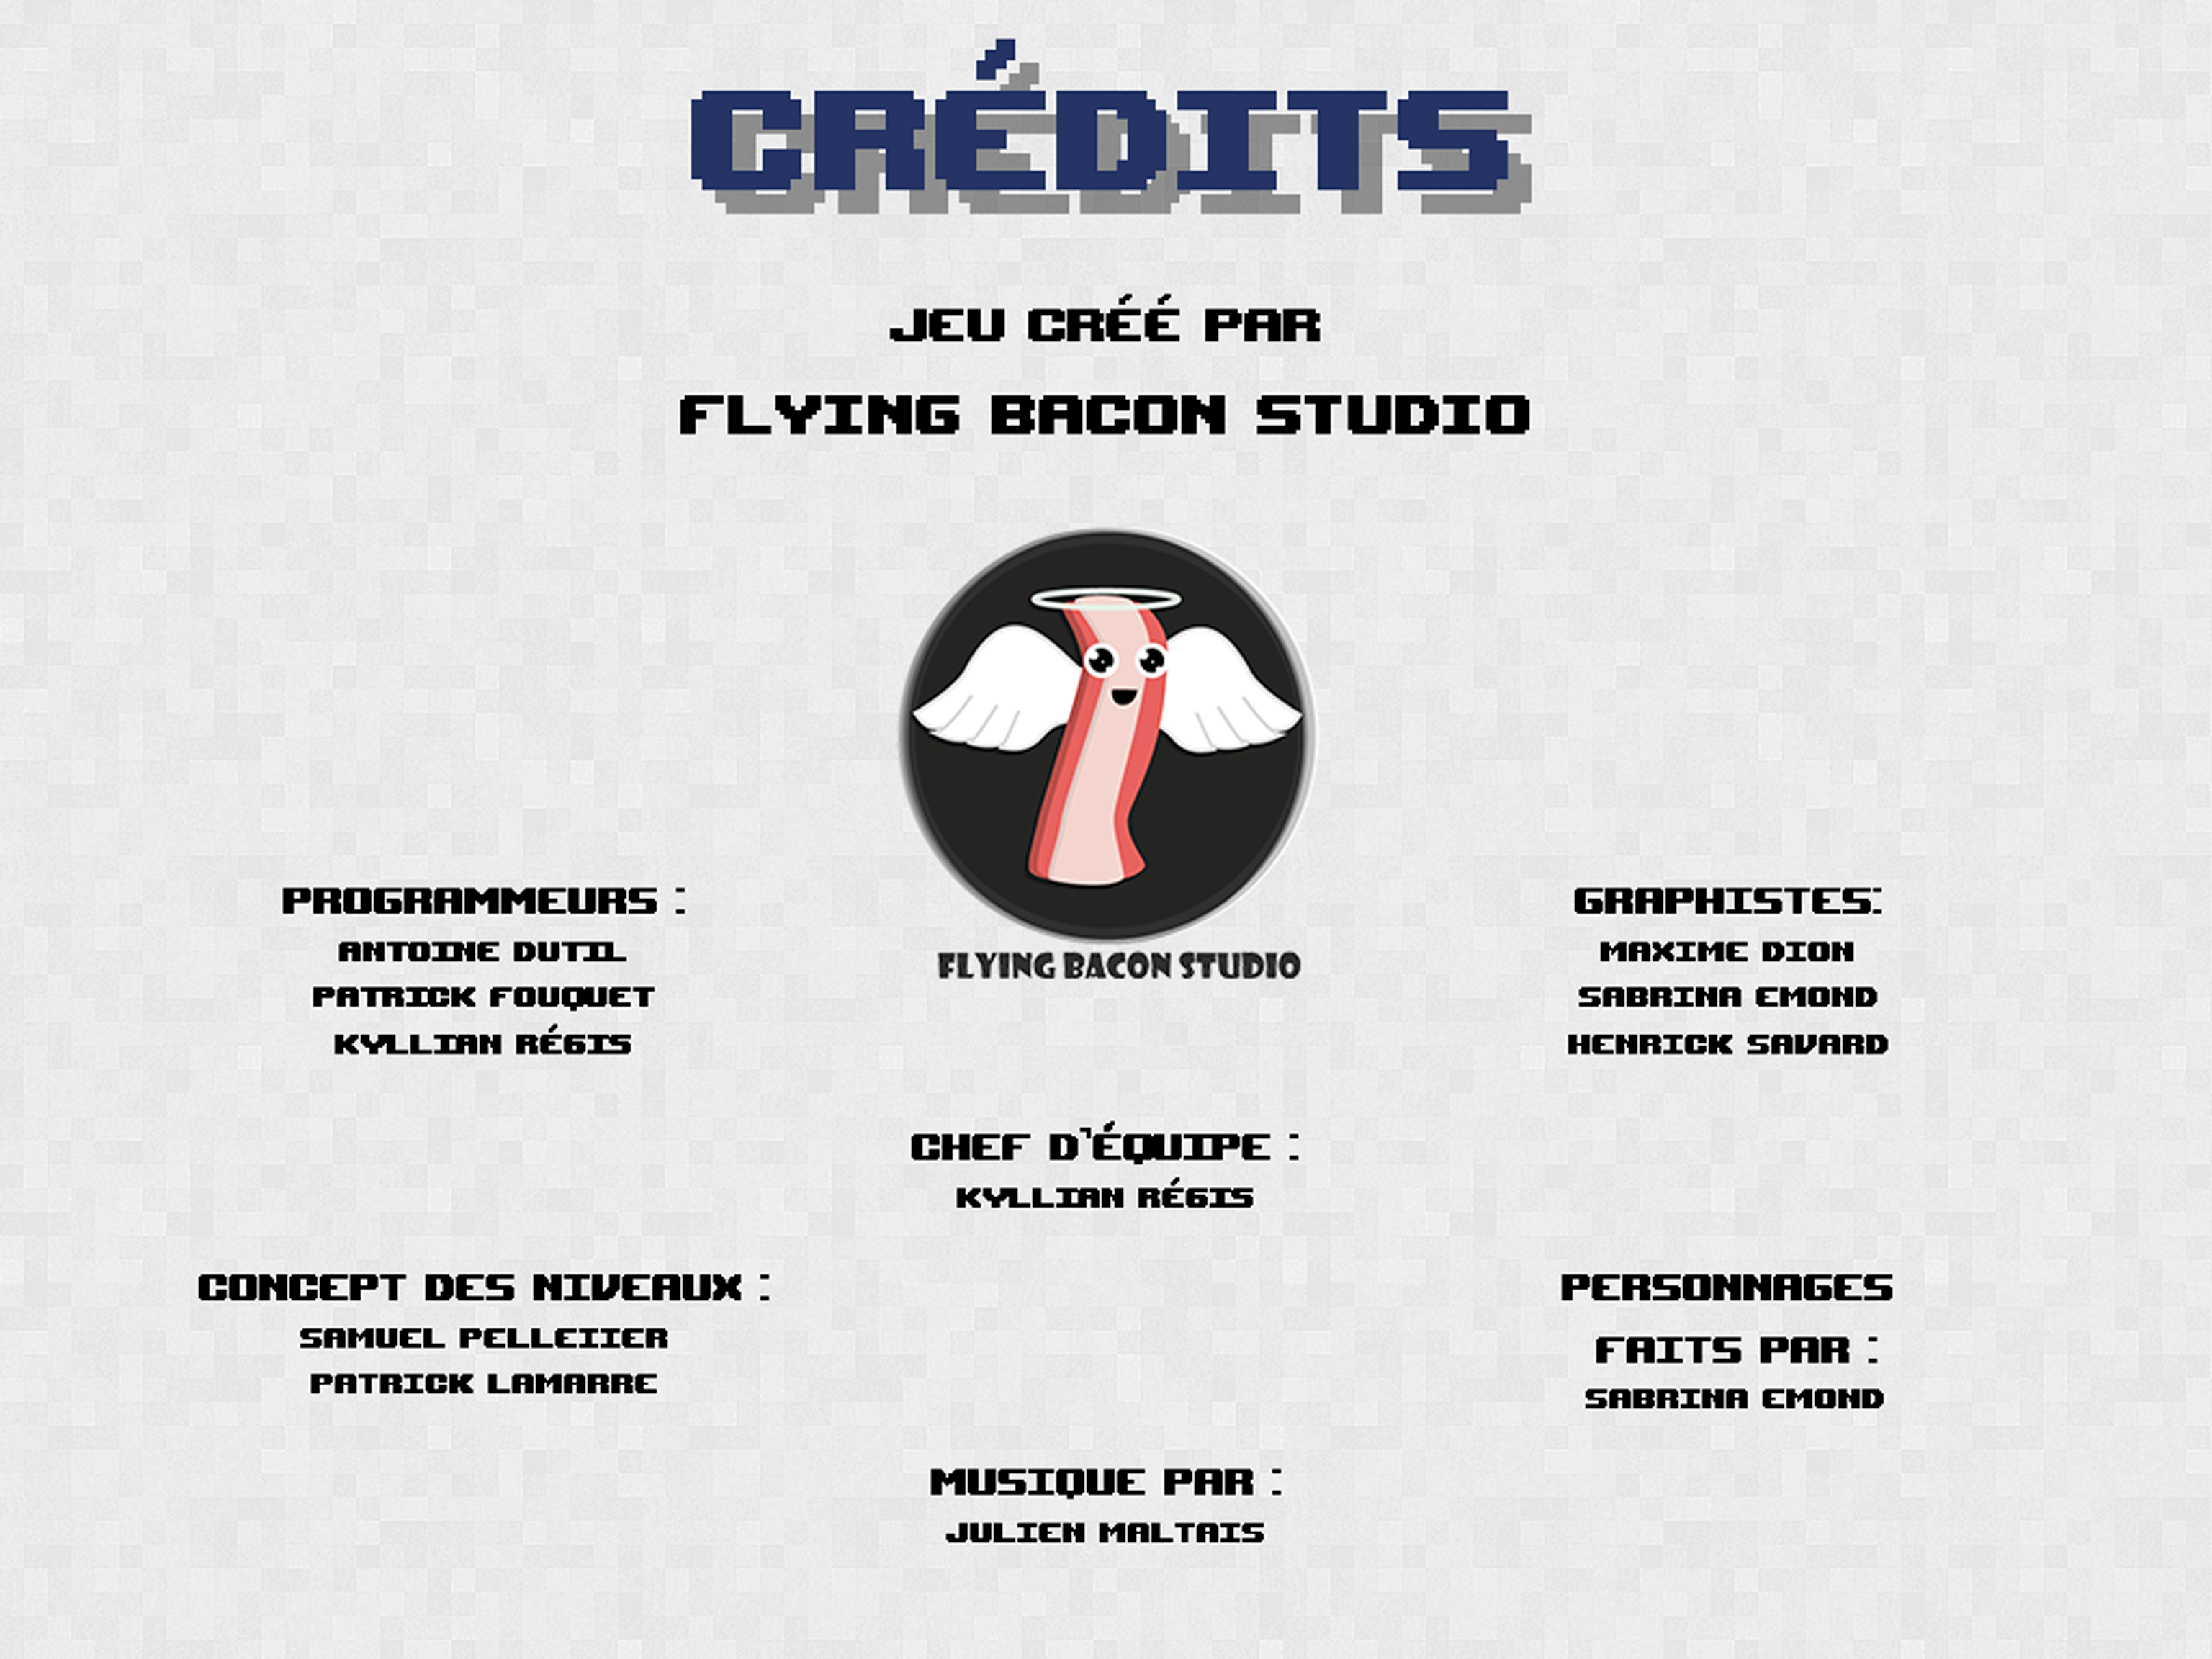 CRÉDITS
JEU CRÉÉ PAR
FLYING BACON STUDIO
FLYING BACON STUDIO
PROGRAMMEURS :
ANTOINE DUTIL
PATRICK FOUQUET
KYLLIAN RÉGIS
GRAPHISTES:
MAXIME DION
SABRINA EMOND
HENRICK SAVARD
CHEF D'ÉQUIPE :
KYLLIAN RÉGIS
CONCEPT DES NIVEAUX :
SAMUEL PELLEIIER
PATRICK LAMARRE
PERSONNAGES
FAITS PAR :
SABRINA EMOND
MUSIQUE PAR :
JULIEN MALTAIS